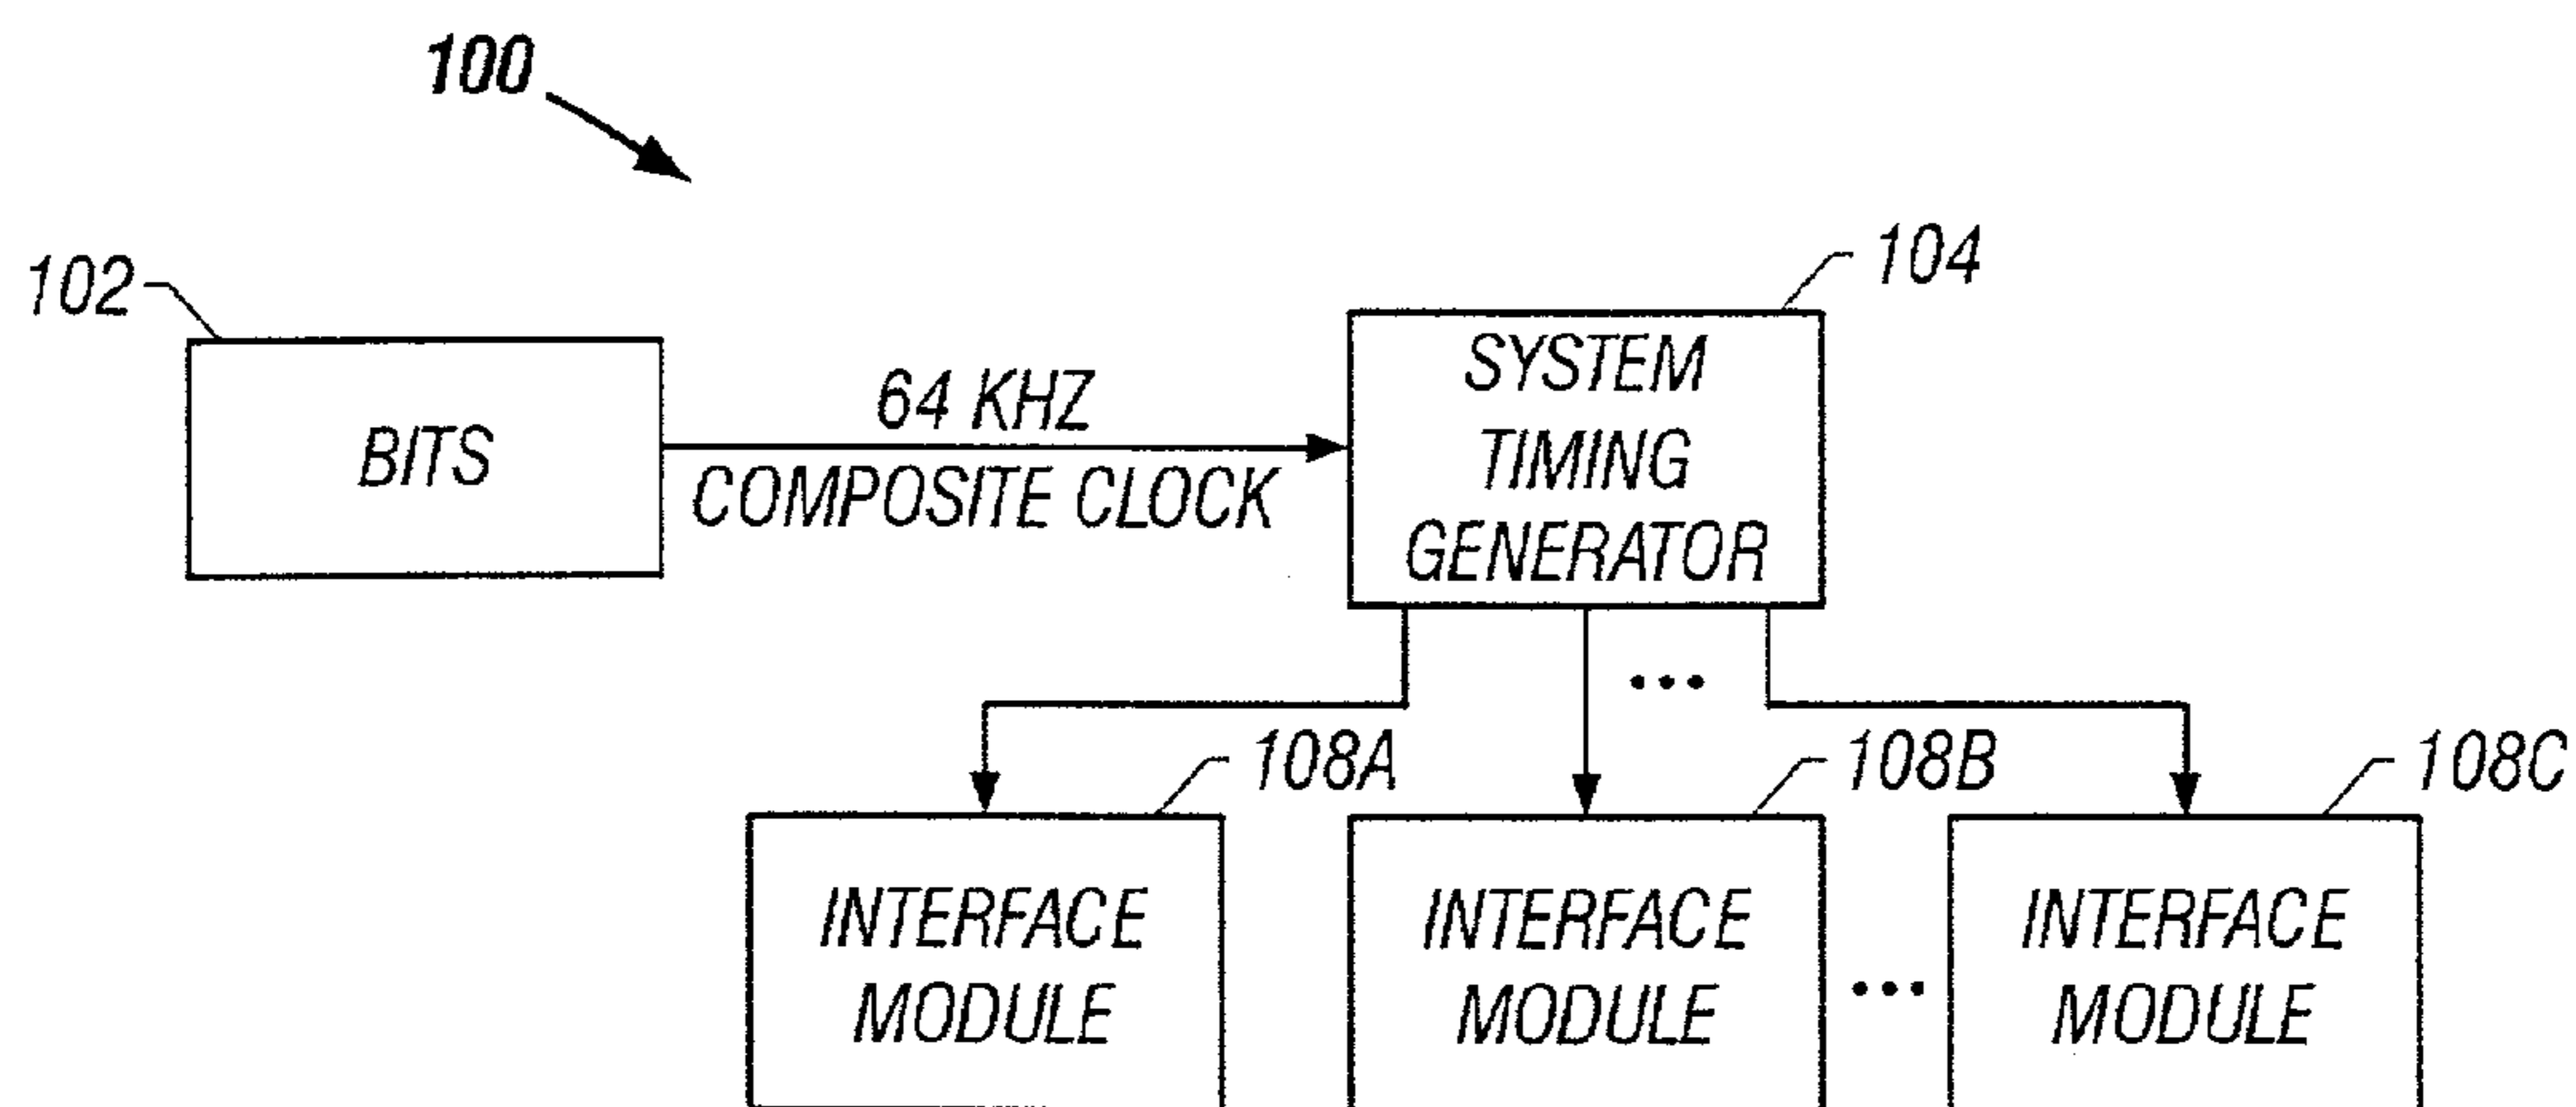 100
102
104
BITS
64 KHZ
COMPOSITE CLOCK
SYSTEM
TIMING
GENERATOR
...
108A
108B
108C
INTERFACE
MODULE
INTERFACE
MODULE
...
INTERFACE
MODULE